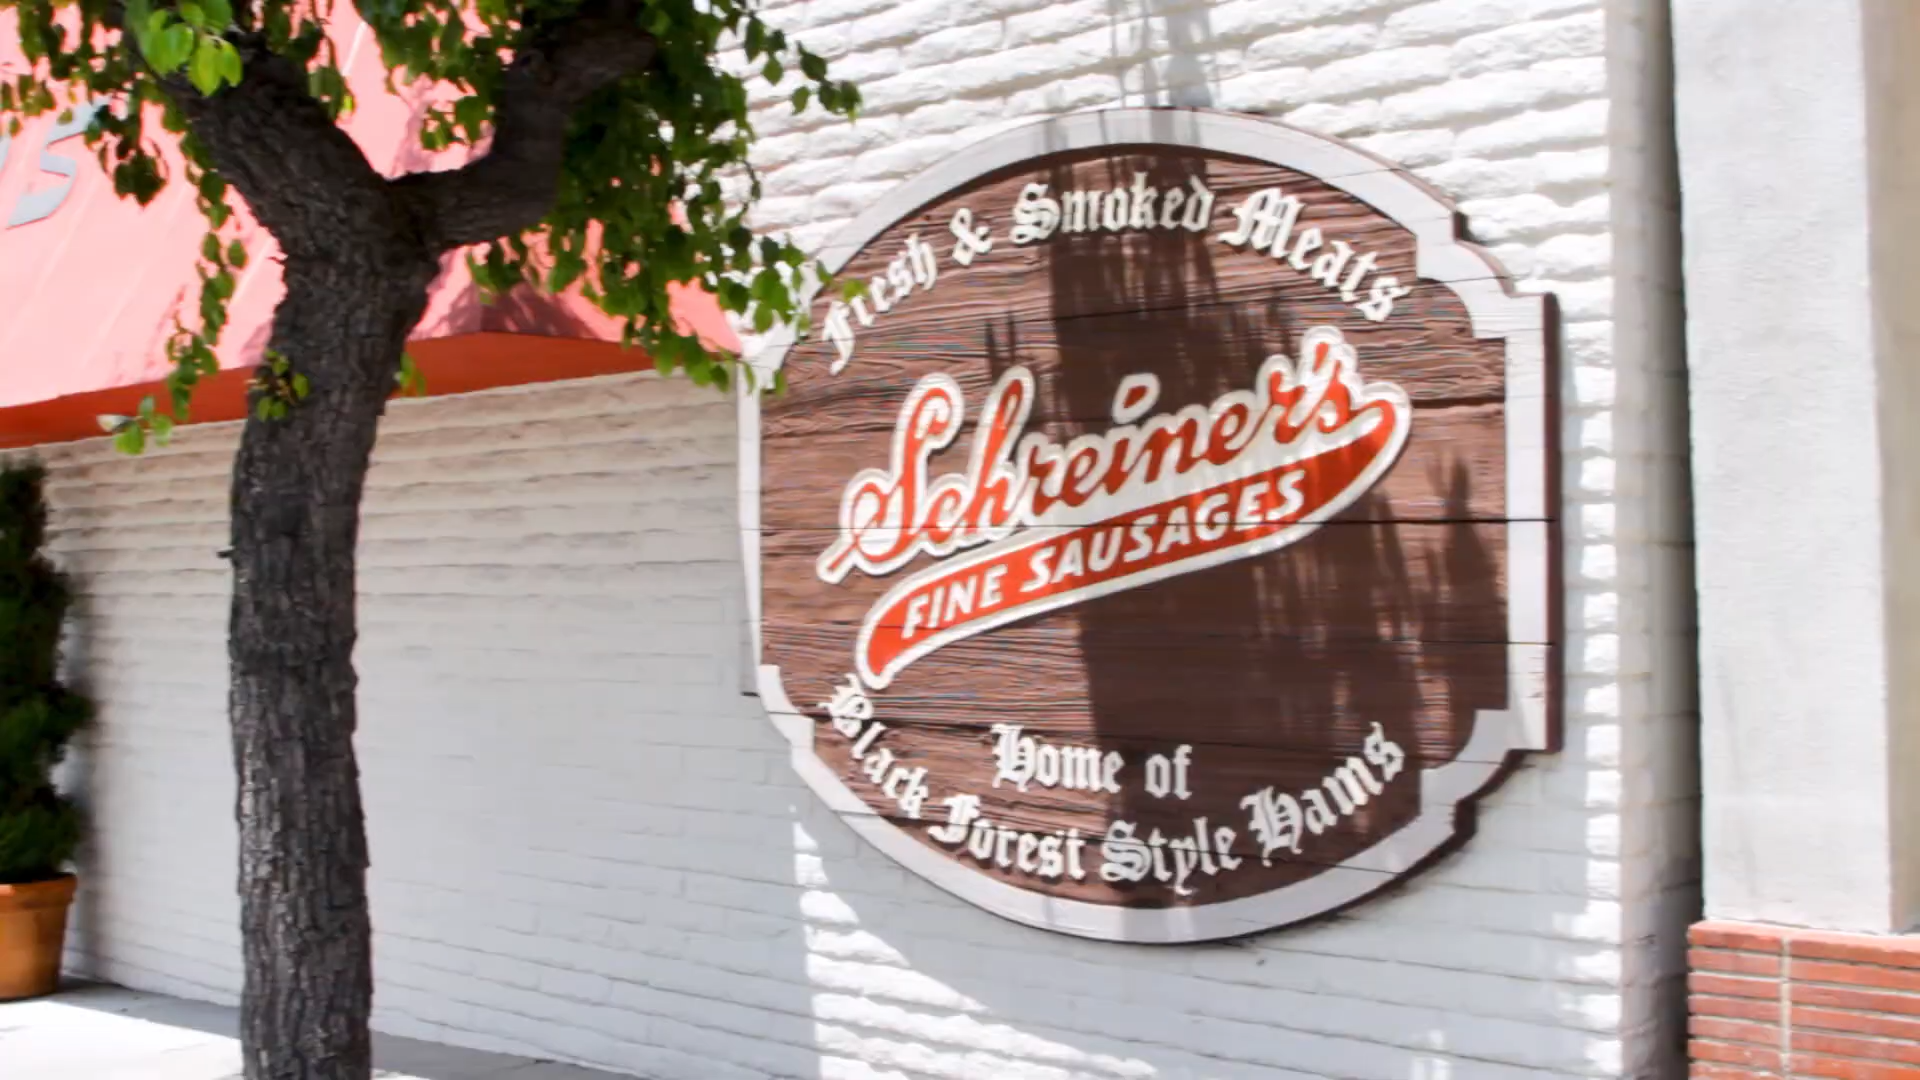 Fresh & Smoked Meats
Schreiner's
FINE SAUSAGES
Home of
Black Forest Style Hams